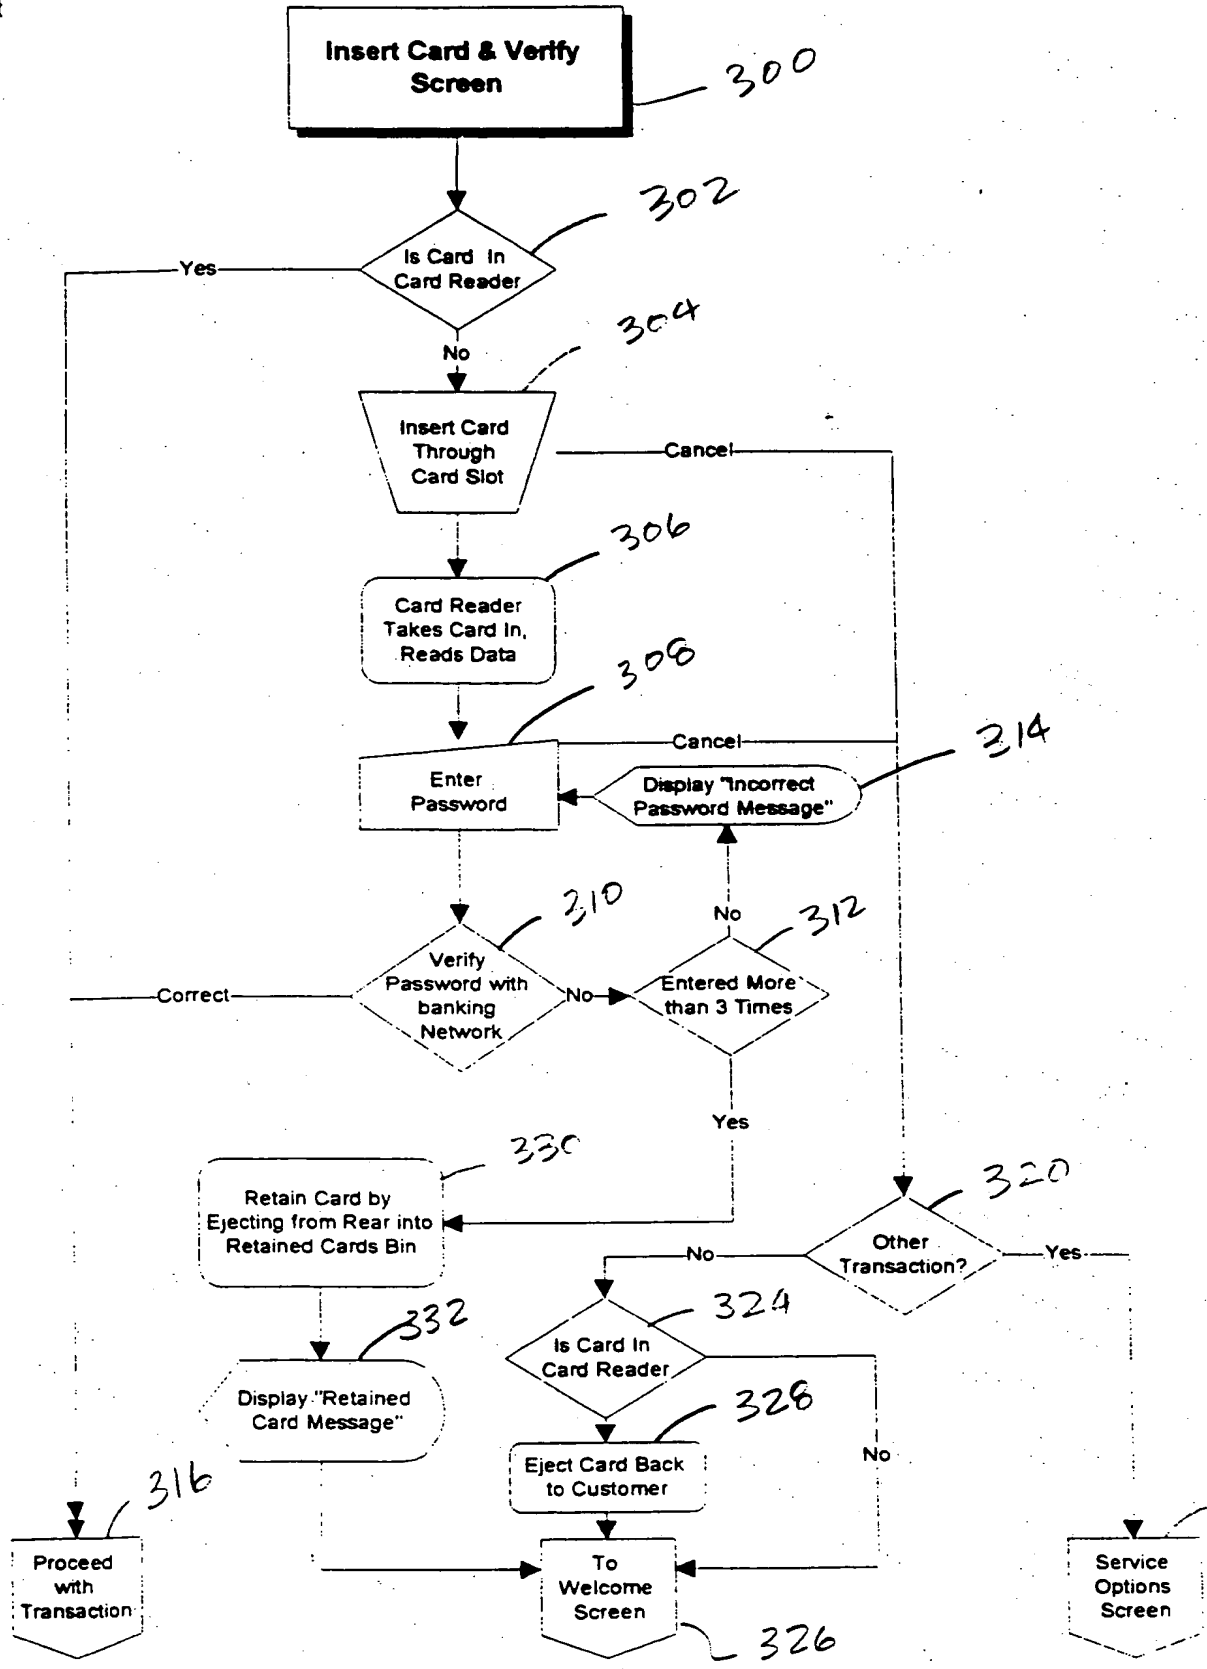 Insert Card & Verify
Screen
300
302
Is Card In
Card Reader
Yes
304
No
Insert Card
Through
Card Slot
Cancel
306
Card Reader
Takes Card In,
Reads Data
308
Cancel
314
Enter
Password
Display "Incorrect
Password Message"
310
No
312
Verify
Password with
banking
Network
Correct
No
Entered More
than 3 Times
Yes
330
320
Retain Card by
Ejecting from Rear into
Retained Cards Bin
Other
Transaction?
No
Yes
332
324
Is Card In
Card Reader
Display "Retained
Card Message"
328
No
Eject Card Back
to Customer
316
Proceed
with
Transaction
To
Welcome
Screen
Service
Options
Screen
326